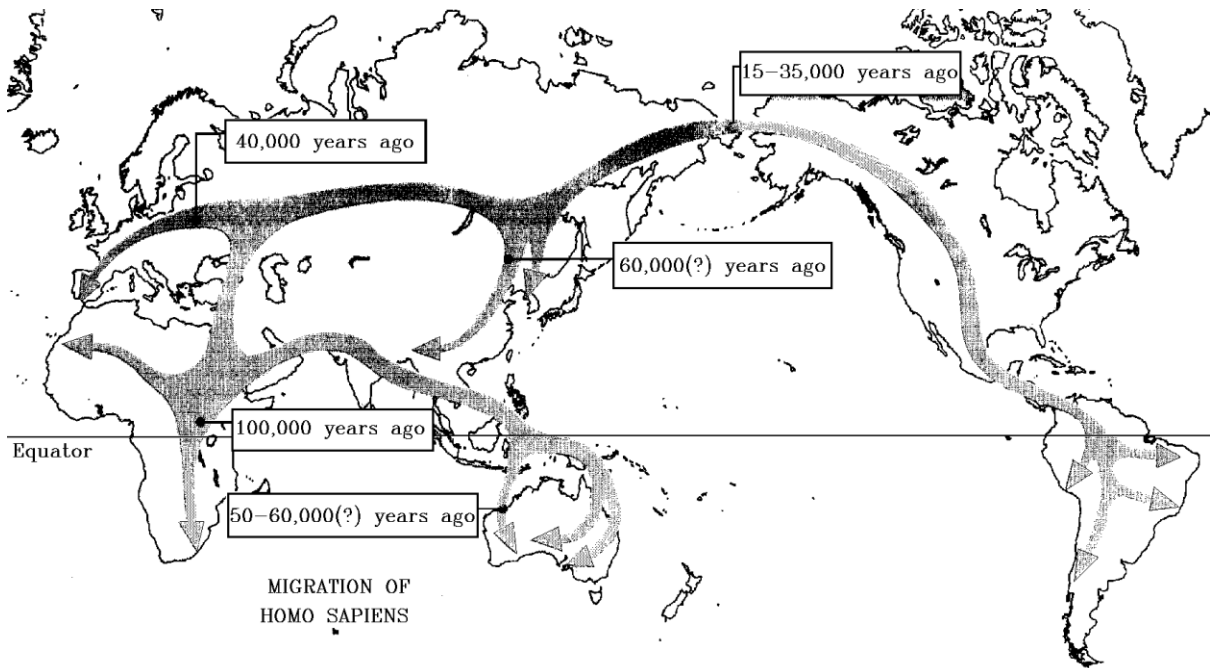 15–35,000 years ago
40,000 years ago
60,000(?) years ago
100,000 years ago
Equator
50–60,000(?) years ago
MIGRATION OF
HOMO SAPIENS